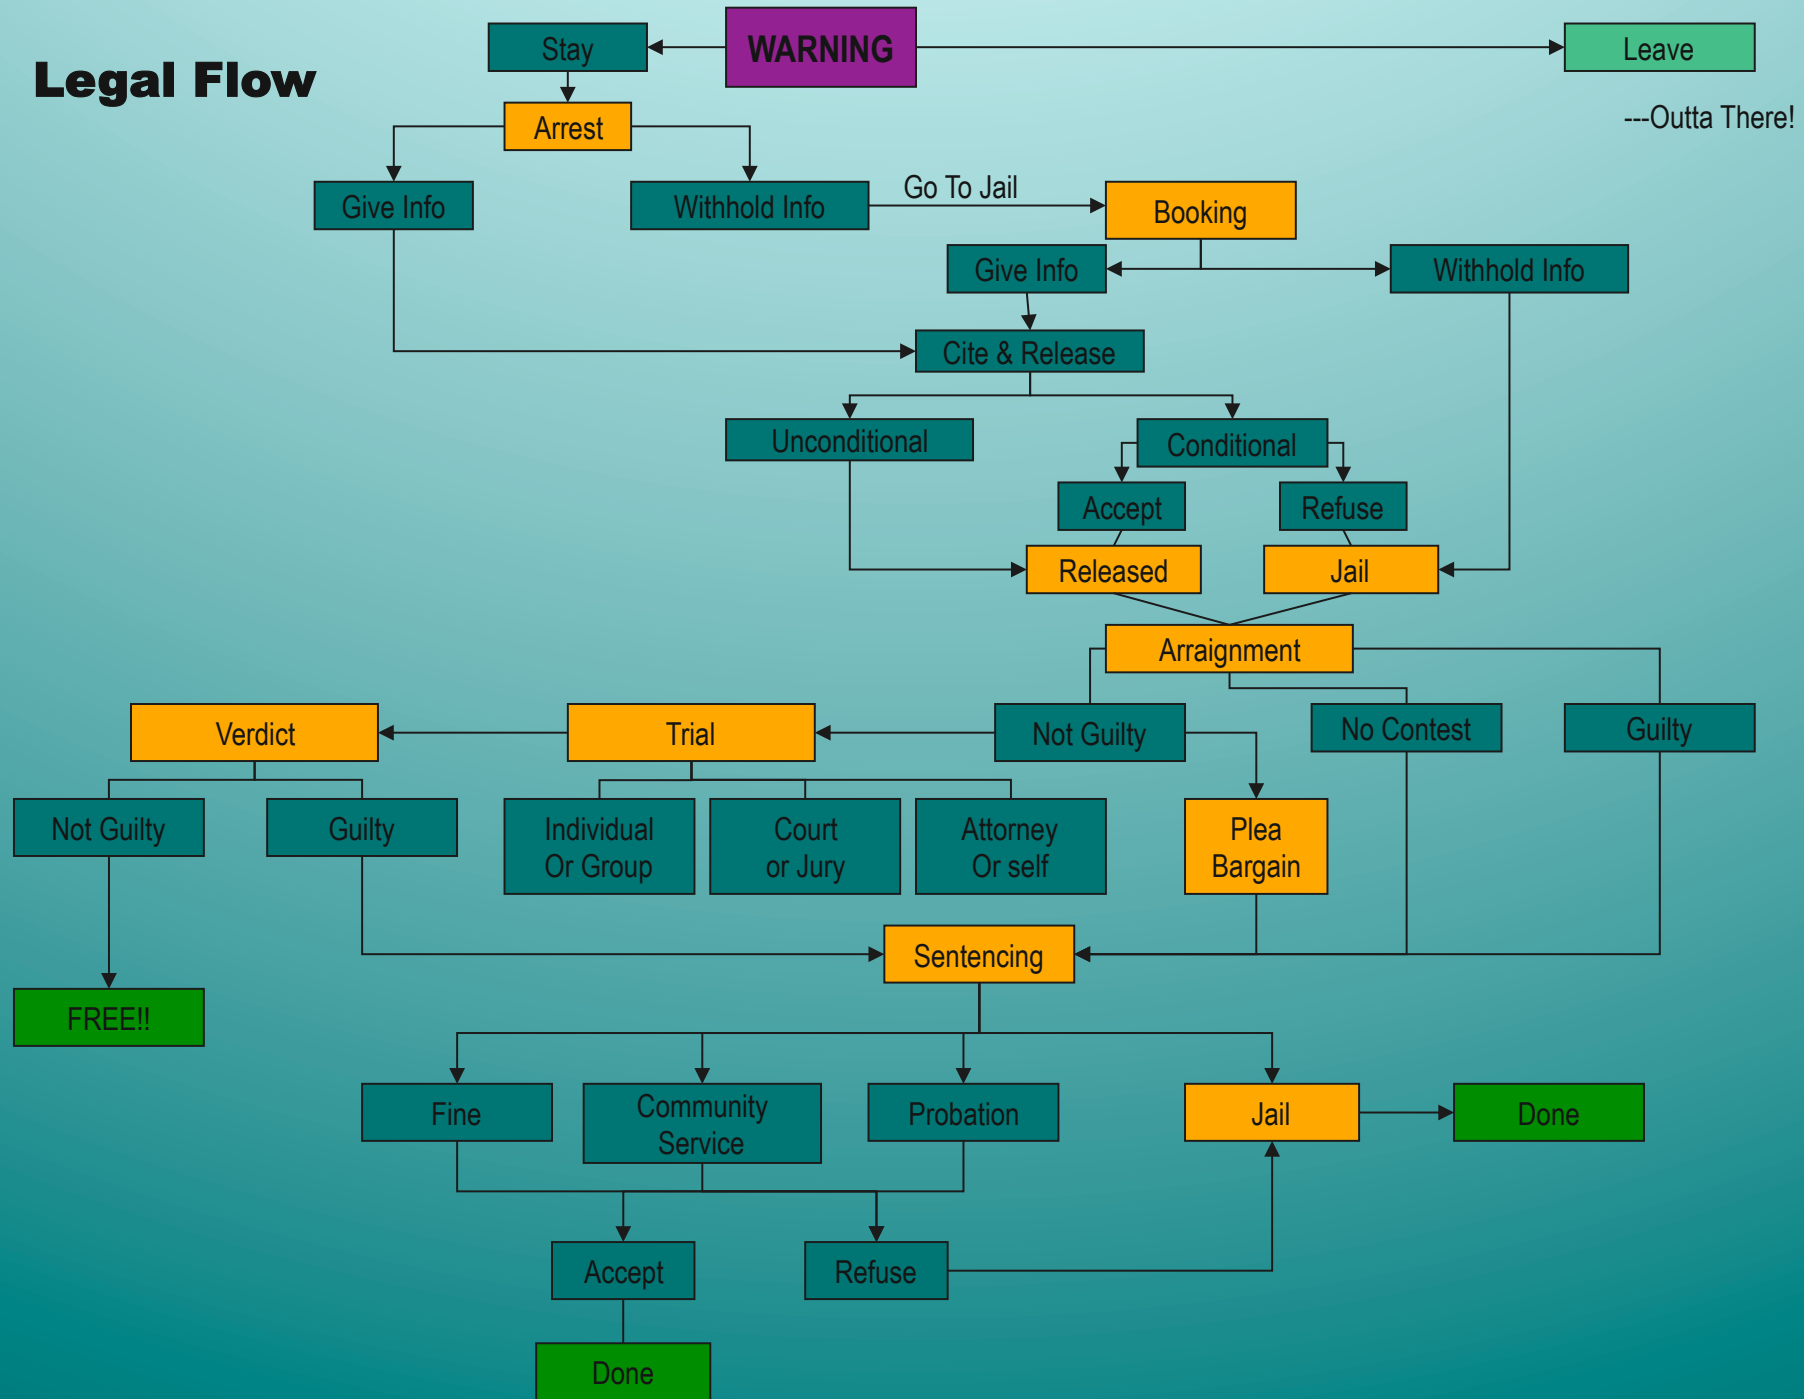 Legal Flow
Stay
WARNING
Leave
---Outta There!
Arrest
Give Info
Withhold Info
Go To Jail
Booking
Give Info
Withhold Info
Cite & Release
Unconditional
Conditional
Accept
Refuse
Released
Jail
Arraignment
Verdict
Trial
Not Guilty
No Contest
Guilty
Not Guilty
Guilty
Individual
Or Group
Court
or Jury
Attorney
Or self
Plea
Bargain
Sentencing
FREE!!
Fine
Community
Service
Probation
Jail
Done
Accept
Refuse
Done